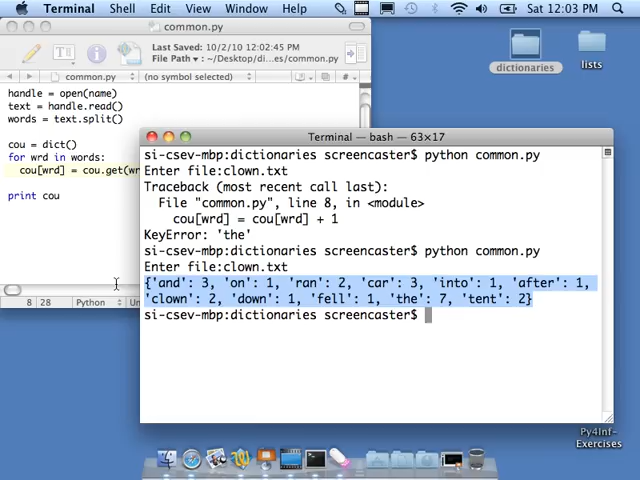 Terminal Shell Edit View Window Help Sat 12:03 PM
common.py
Last Saved: 10/2/10 12:02:45 PM
File Path ▾: ~/Desktop/di...es/common.py
common.py (no symbol selected) #
handle = open(name)
text = handle.read()
words = text.split()
cou = dict()
for wrd in words:
cou[wrd] = cou.get(wr
print cou
8 28 Python
Terminal — bash — 63×17
si-csev-mbp:dictionaries screencaster$ python common.py
Enter file:clown.txt
Traceback (most recent call last):
File "common.py", line 8, in <module>
cou[wrd] = cou[wrd] + 1
KeyError: 'the'
si-csev-mbp:dictionaries screencaster$ python common.py
Enter file:clown.txt
{'and': 3, 'on': 1, 'ran': 2, 'car': 3, 'into': 1, 'after': 1,
'clown': 2, 'down': 1, 'fell': 1, 'the': 7, 'tent': 2}
si-csev-mbp:dictionaries screencaster$
dictionaries
lists
Py4Inf-
Exercises